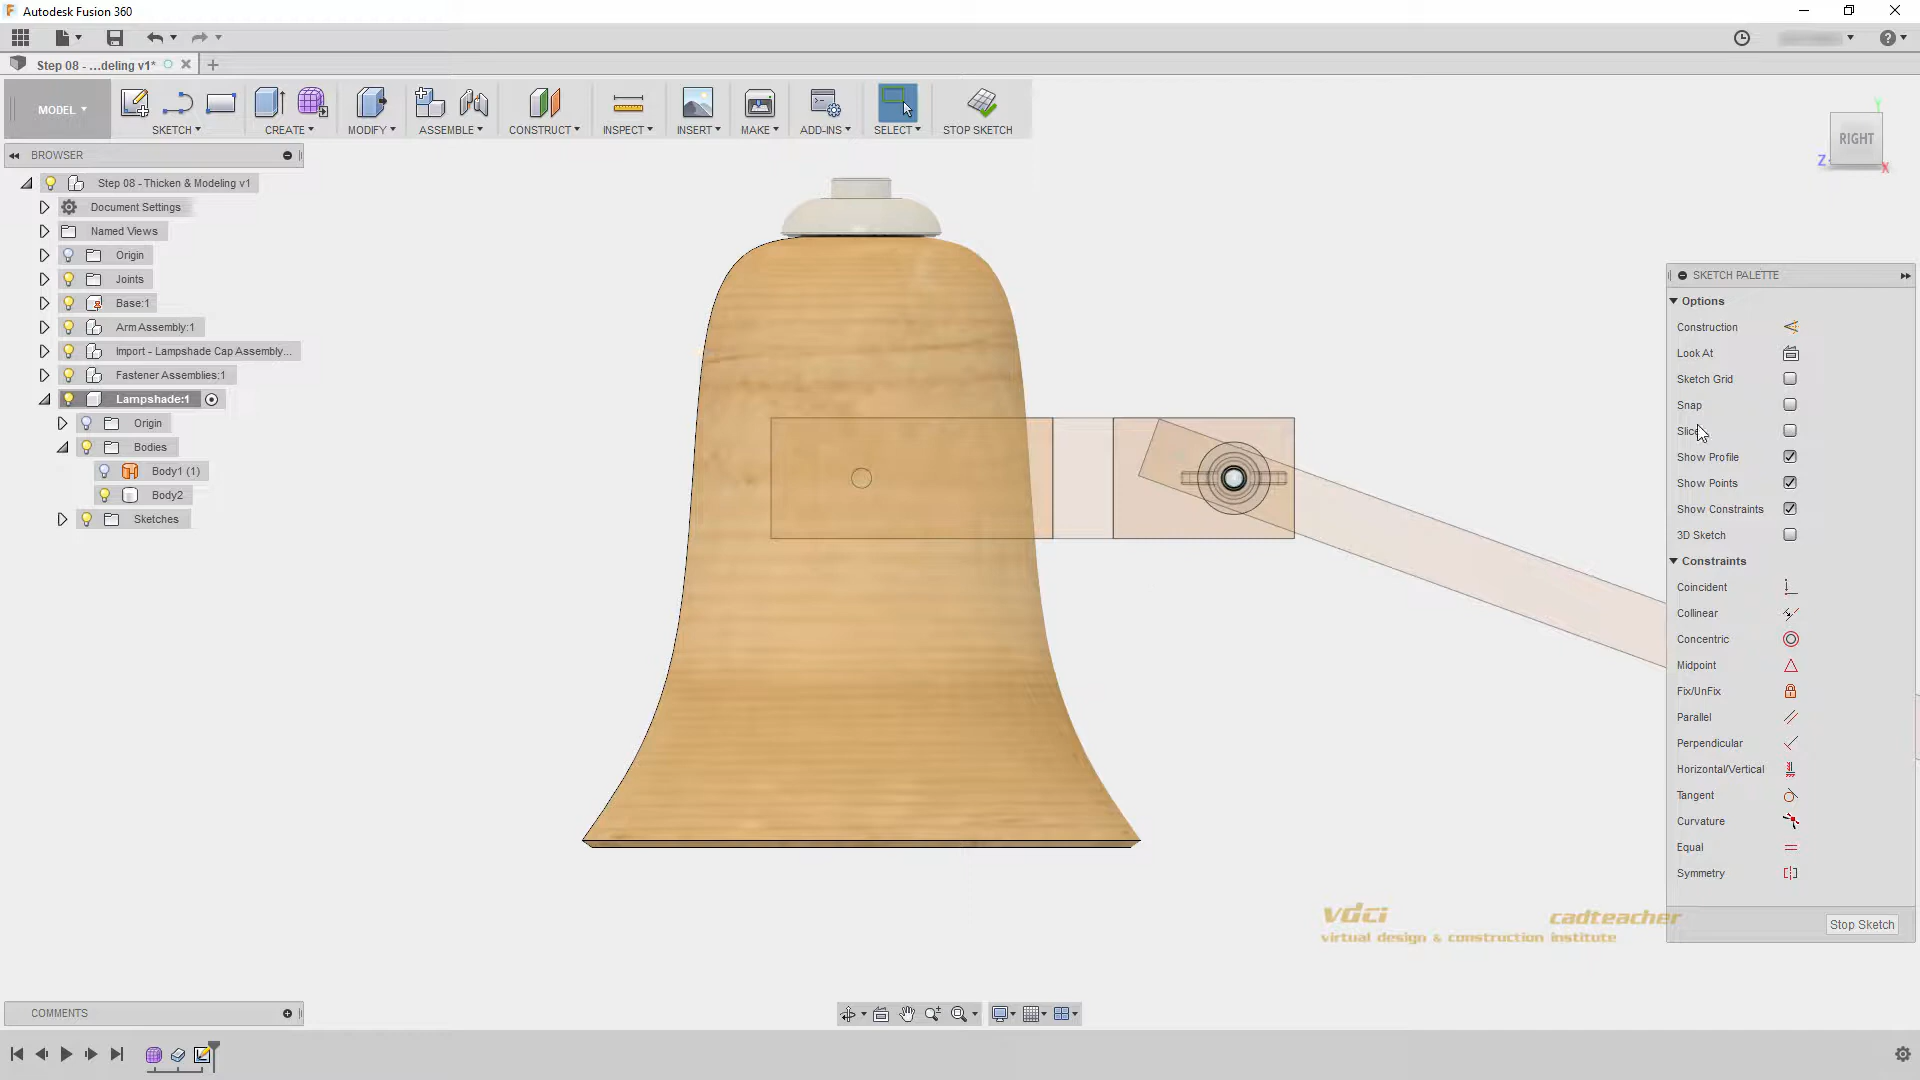 Autodesk Fusion 360
Step 08 - ...deling v1*
MODEL
SKETCH
CREATE
MODIFY
ASSEMBLE
CONSTRUCT
INSPECT
INSERT
MAKE
ADD-INS
SELECT
STOP SKETCH
BROWSER
Step 08 - Thicken & Modeling v1
Document Settings
Named Views
Origin
Joints
Base:1
Arm Assembly:1
Import - Lampshade Cap Assembly...
Fastener Assemblies:1
Lampshade:1
Origin
Bodies
Body1 (1)
Body2
Sketches
Y
RIGHT
Z
X
SKETCH PALETTE
Options
Construction
Look At
Sketch Grid
Snap
Slice
Show Profile
Show Points
Show Constraints
3D Sketch
Constraints
Coincident
Collinear
Concentric
Midpoint
Fix/UnFix
Parallel
Perpendicular
Horizontal/Vertical
Tangent
Curvature
Equal
Symmetry
Stop Sketch
vdci cadteacher
virtual design & construction institute
COMMENTS